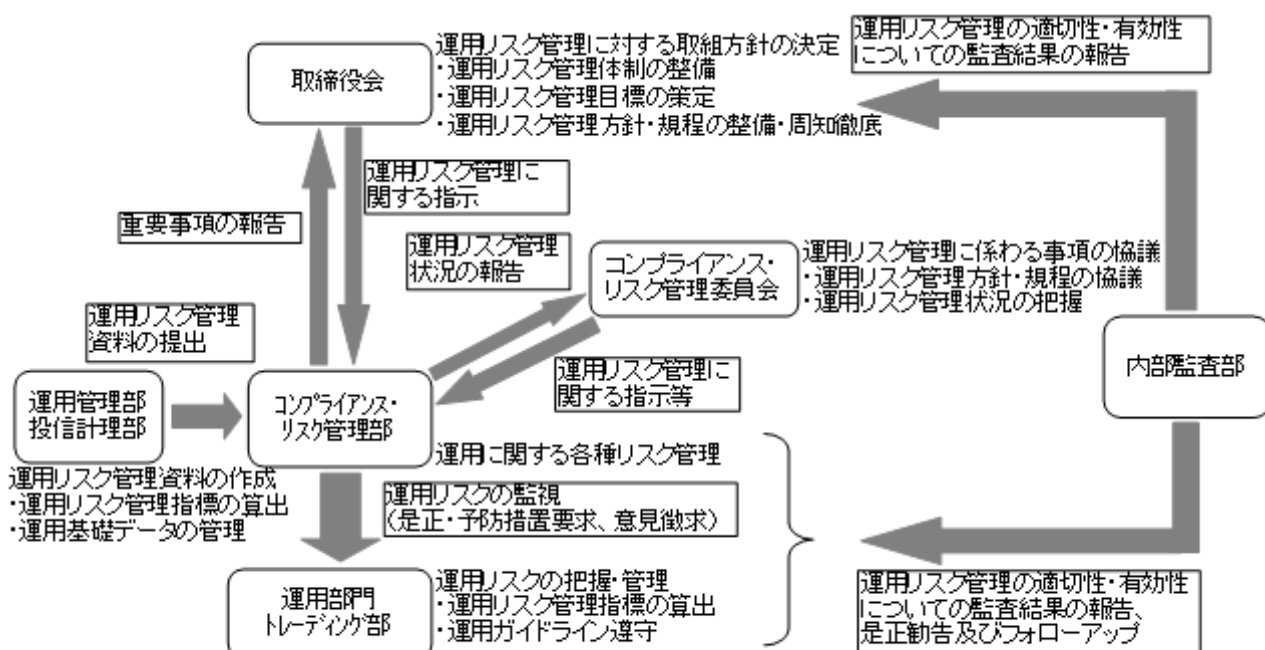 取締役会
運用リスク管理に対する取組方針の決定
・運用リスク管理体制の整備
・運用リスク管理目標の策定
・運用リスク管理方針・規程の整備・周知徹底
運用リスク管理の適切性・有効性
についての監査結果の報告
運用リスク管理に
関する指示
重要事項の報告
運用リスク管理
状況の報告
コンプライアンス・
リスク管理委員会
運用リスク管理に係わる事項の協議
・運用リスク管理方針・規程の協議
・運用リスク管理状況の把握
運用リスク管理
資料の提出
内部監査部
運用リスク管理に
関する指示等
運用管理部
投信計理部
コンプライアンス・
リスク管理部
運用に関する各種リスク管理
運用リスク管理資料の作成
・運用リスク管理指標の算出
・運用基礎データの管理
運用リスクの監視
（是正・予防措置要求、意見徴求）
運用部門
トレーディング部
運用リスクの把握・管理
・運用リスク管理指標の算出
・運用ガイドライン遵守
運用リスク管理の適切性・有効性
についての監査結果の報告、
是正勧告及びフォローアップ